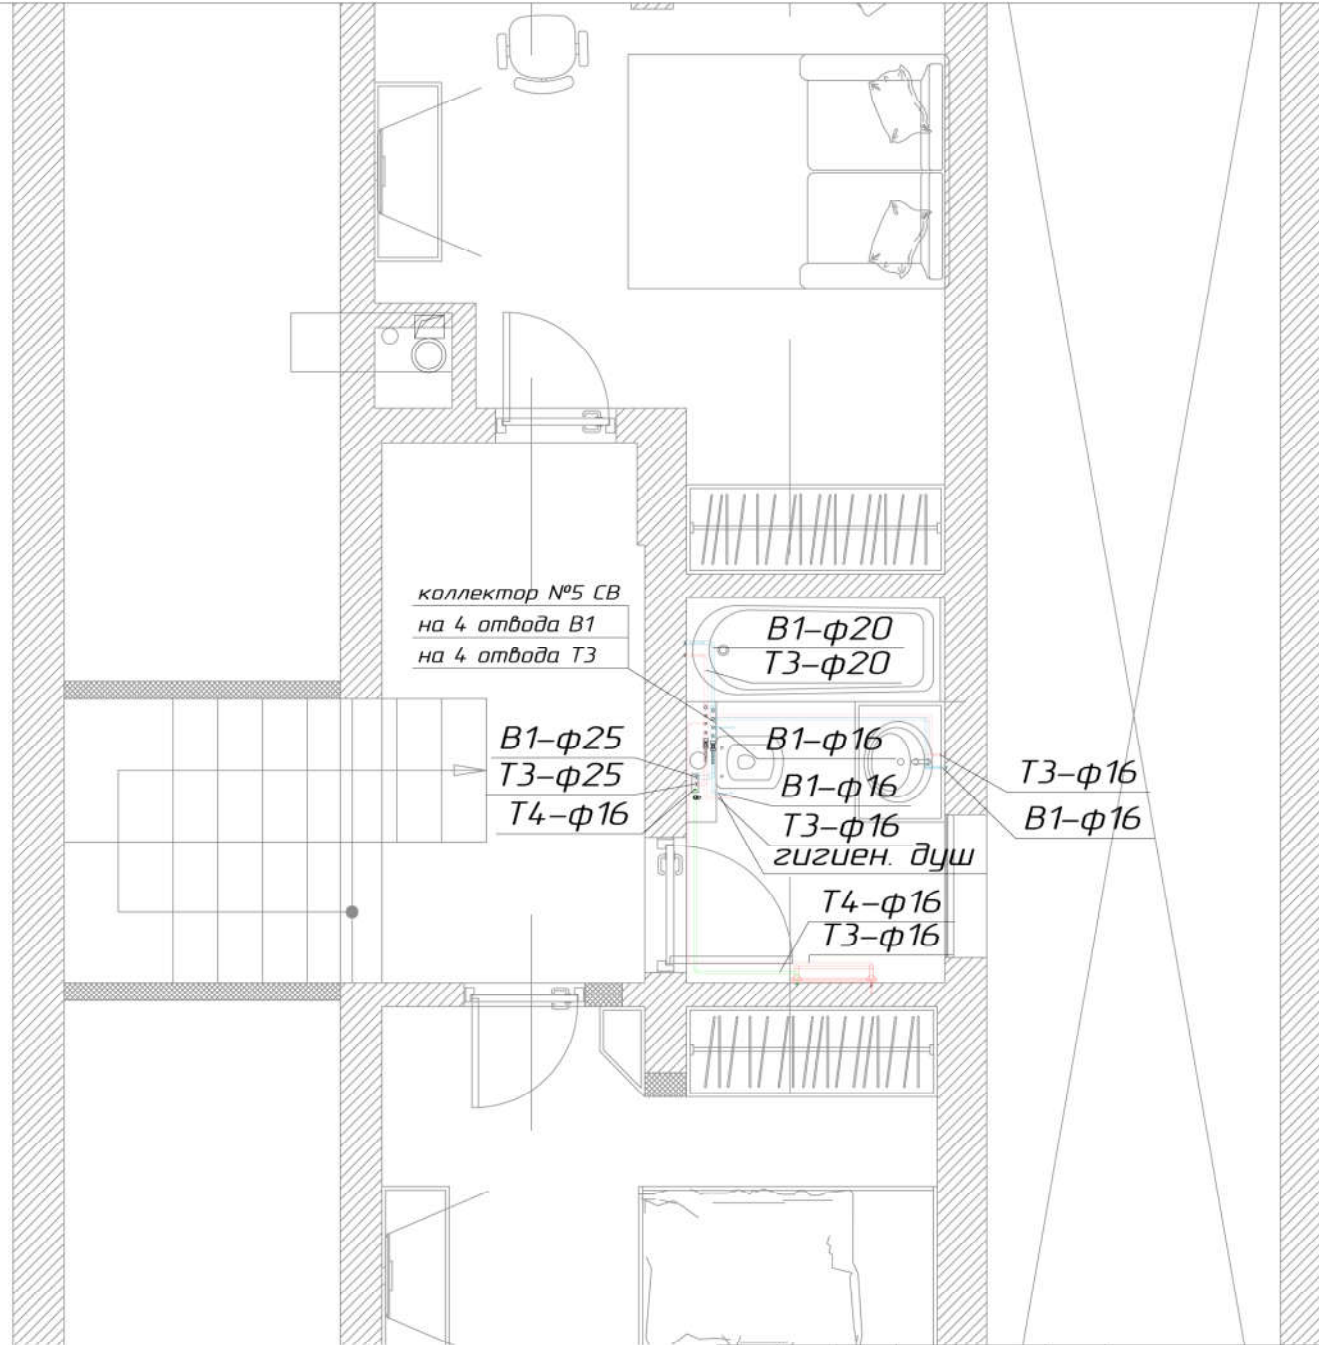 коллектор №5 СВ
на 4 отвода В1
на 4 отвода Т3
В1-ф20
Т3-ф20
В1-ф25
Т3-ф25
Т4-ф16
В1-ф16
В1-ф16
Т3-ф16
гигиен. душ
Т3-ф16
В1-ф16
Т4-ф16
Т3-ф16